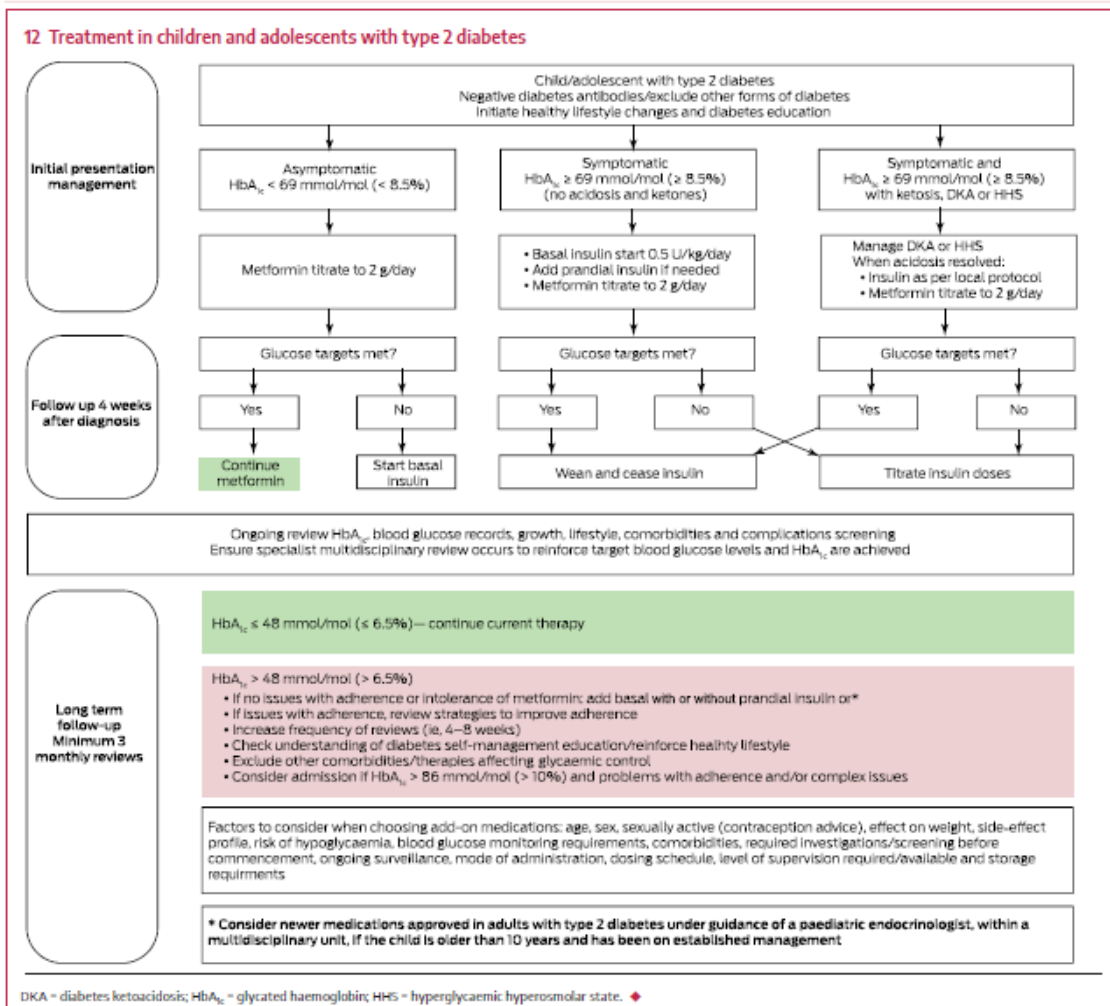 12 Treatment in children and adolescents with type 2 diabetes
Initial presentation
management
Child/adolescent with type 2 diabetes
Negative diabetes antibodies/exclude other forms of diabetes
Initiate healthy lifestyle changes and diabetes education
Asymptomatic
HbA1c < 69 mmol/mol (< 8.5%)
Symptomatic
HbA1c ≥ 69 mmol/mol (≥ 8.5%)
(no acidosis and ketones)
Symptomatic and
HbA1c ≥ 69 mmol/mol (≥ 8.5%)
with ketosis, DKA or HHS
Metformin titrate to 2 g/day
• Basal insulin start 0.5 U/kg/day
• Add prandial insulin if needed
• Metformin titrate to 2 g/day
Manage DKA or HHS
When acidosis resolved:
• Insulin as per local protocol
• Metformin titrate to 2 g/day
Follow up 4 weeks
after diagnosis
Glucose targets met?
Glucose targets met?
Glucose targets met?
Yes
No
Yes
No
Yes
No
Continue
metformin
Start basal
insulin
Wean and cease insulin
Titrate insulin doses
Ongoing review HbA1c, blood glucose records, growth, lifestyle, comorbidities and complications screening
Ensure specialist multidisciplinary review occurs to reinforce target blood glucose levels and HbA1c are achieved
Long term
follow-up
Minimum 3
monthly reviews
HbA1c ≤ 48 mmol/mol (≤ 6.5%)— continue current therapy
HbA1c > 48 mmol/mol (> 6.5%)
• If no issues with adherence or intolerance of metformin: add basal with or without prandial insulin or*
• If issues with adherence, review strategies to improve adherence
• Increase frequency of reviews (ie, 4–8 weeks)
• Check understanding of diabetes self-management education/reinforce healthy lifestyle
• Exclude other comorbidities/therapies affecting glycaemic control
• Consider admission if HbA1c > 86 mmol/mol (> 10%) and problems with adherence and/or complex issues
Factors to consider when choosing add-on medications: age, sex, sexually active (contraception advice), effect on weight, side-effect
profile, risk of hypoglycaemia, blood glucose monitoring requirements, comorbidities, required investigations/screening before
commencement, ongoing surveillance, mode of administration, dosing schedule, level of supervision required/available and storage
requirments
* Consider newer medications approved in adults with type 2 diabetes under guidance of a paediatric endocrinologist, within a
multidisciplinary unit, if the child is older than 10 years and has been on established management
DKA = diabetes ketoacidosis; HbA1c = glycated haemoglobin; HHS = hyperglycaemic hyperosmolar state. ◆